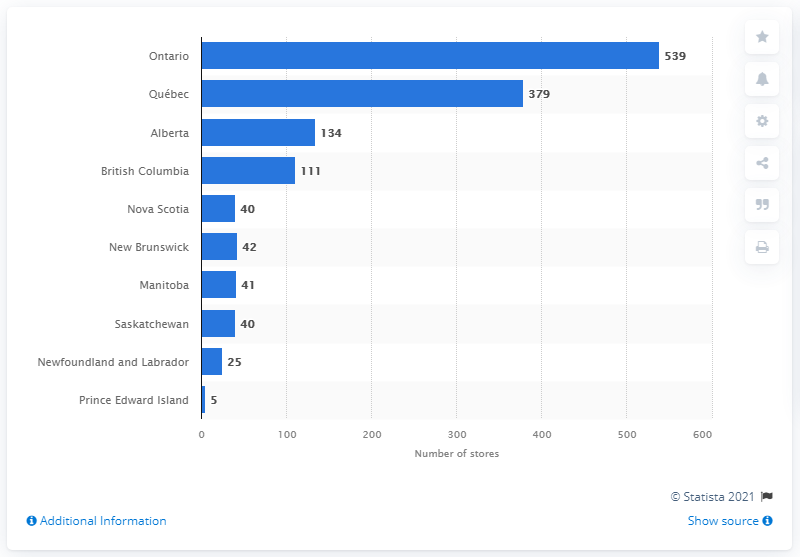 Ontario 539
Québec 379
Alberta 134
British Columbia 111
Nova Scotia 40
New Brunswick 42
Manitoba 41
Saskatchewan 40
Newfoundland and Labrador 25
Prince Edward Island 5
0 100 200 300 400 500 600
Number of stores
© Statista 2021
Additional Information Show source